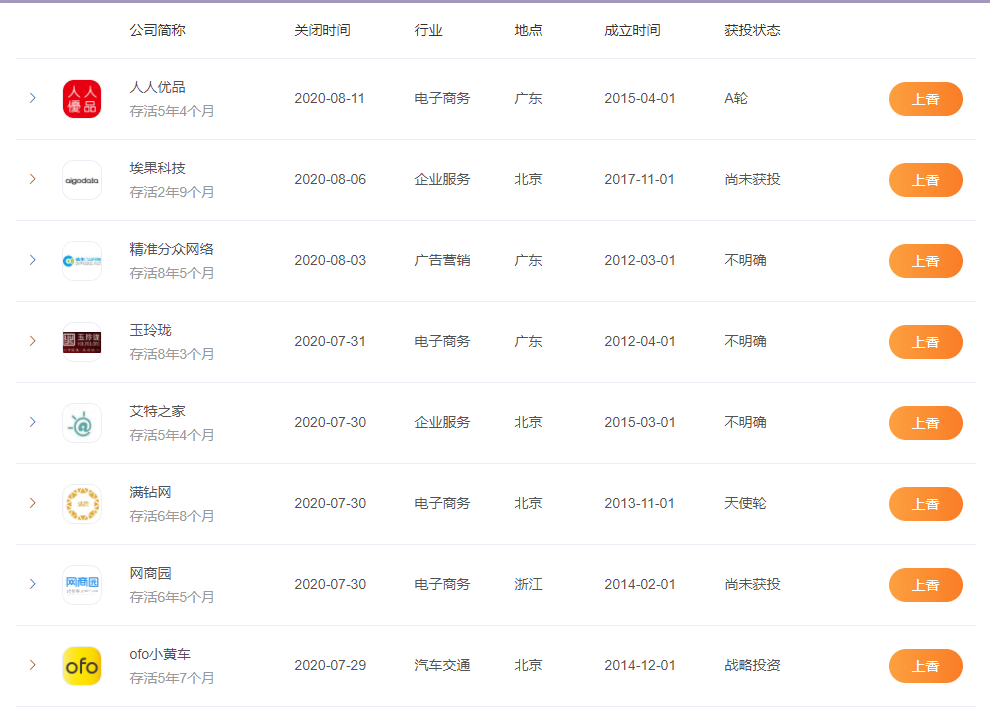 公司简称 关闭时间 行业 地点 成立时间 获投状态
人人優品
人人优品
存活5年4个月
2020-08-11 电子商务 广东 2015-04-01 A轮 上香
aigodata
埃果科技
存活2年9个月
2020-08-06 企业服务 北京 2017-11-01 尚未获投 上香
精准分众网络
存活8年5个月
2020-08-03 广告营销 广东 2012-03-01 不明确 上香
玉玲珑
玉玲珑
存活8年3个月
2020-07-31 电子商务 广东 2012-04-01 不明确 上香
@
艾特之家
存活5年4个月
2020-07-30 企业服务 北京 2015-03-01 不明确 上香
满钻网
存活6年8个月
2020-07-30 电子商务 北京 2013-11-01 天使轮 上香
网商园
网商园
存活6年5个月
2020-07-30 电子商务 浙江 2014-02-01 尚未获投 上香
ofo
ofo小黄车
存活5年7个月
2020-07-29 汽车交通 北京 2014-12-01 战略投资 上香